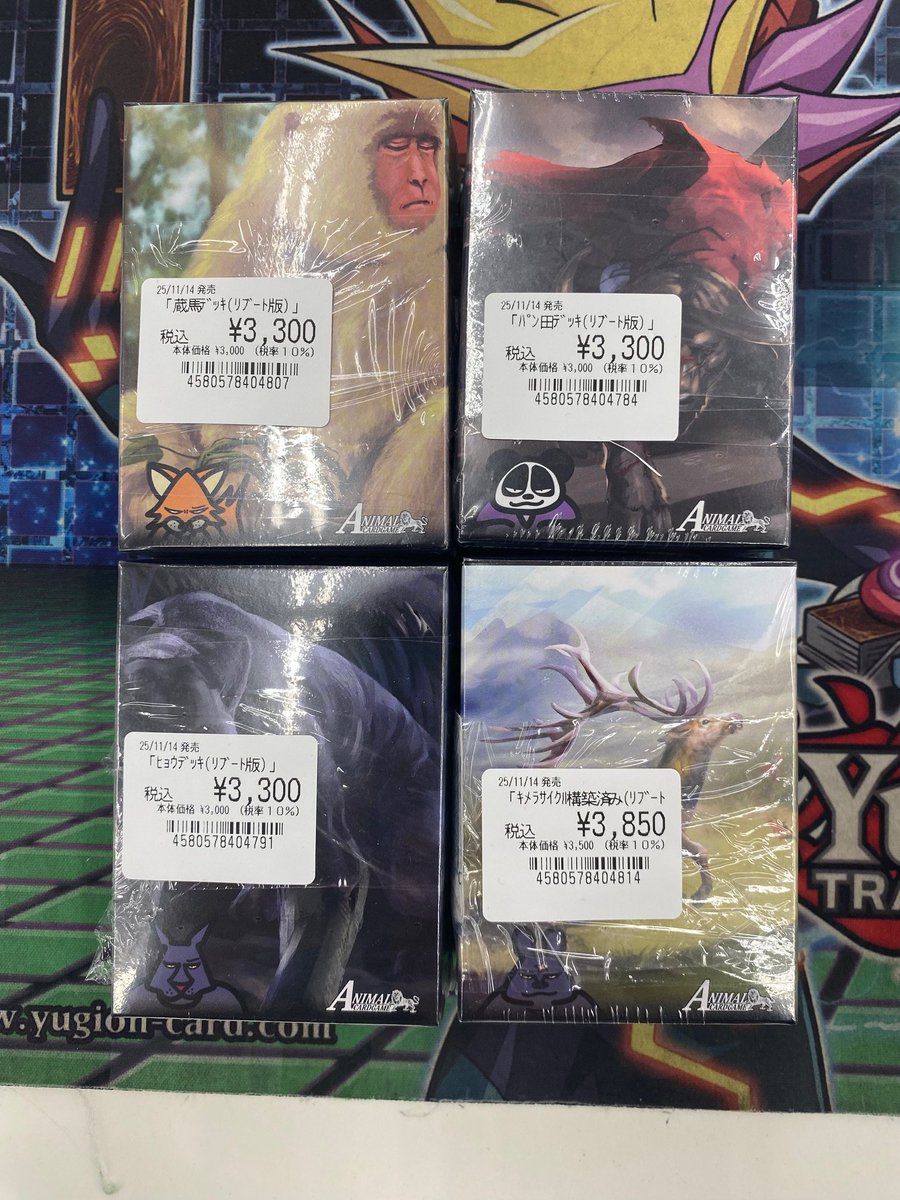 25/11/14 発売
「蔵馬ﾃﾞｯｷ(ﾘﾌﾞｰﾄ版)」
税込 ¥3,300
本体価格 ¥3,000 (税率10%)
4580578404807
ANIMAL
CARDGAME
25/11/14 発売
「ﾊﾟﾝ田ﾃﾞｯｷ(ﾘﾌﾞｰﾄ版)」
税込 ¥3,300
本体価格 ¥3,000 (税率10%)
4580578404784
ANIMAL
CARDGAME
25/11/14 発売
「ﾋｮｳﾃﾞｯｷ(ﾘﾌﾞｰﾄ版)」
税込 ¥3,300
本体価格 ¥3,000 (税率10%)
4580578404791
ANIMAL
CARDGAME
25/11/14 発売
「ｷﾒﾗｻｲｸﾙ構築済み(ﾘﾌﾞｰﾄ
税込 ¥3,850
本体価格 ¥3,500 (税率10%)
4580578404814
ANIMAL
CARDGAME
TRA
w.yugioh-card.com